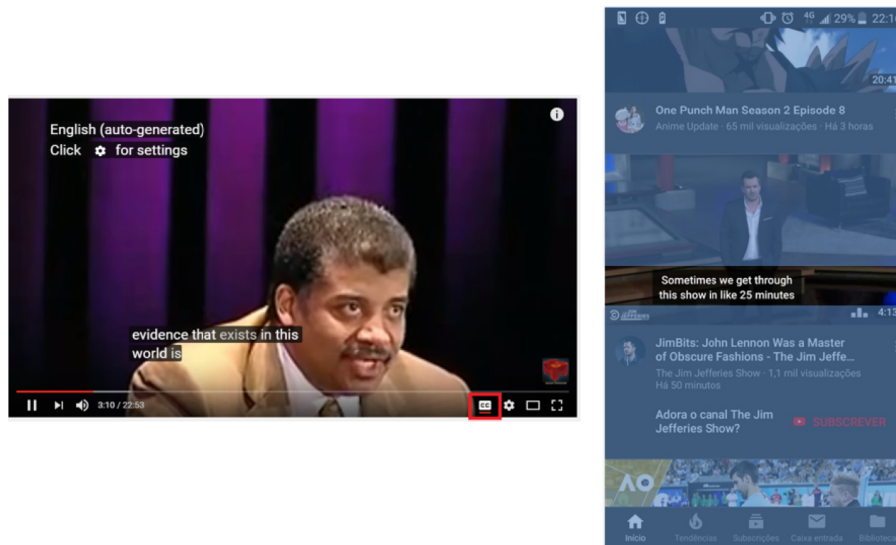 English (auto-generated)
Click for settings
evidence that exists in this
world is
3:10 / 22:53
CC
4G 29% 22:1
20:41
One Punch Man Season 2 Episode 8
Anime Update · 65 mil visualizações · Há 3 horas
Sometimes we get through
this show in like 25 minutes
JEFFERIES
4:13
JimBits: John Lennon Was a Master
of Obscure Fashions - The Jim Jeffe...
The Jim Jefferies Show · 1,1 mil visualizações
Há 50 minutos
Adora o canal The Jim
Jefferies Show?
SUBSCREVER
AO
Início Tendências Subscrições Caixa entrada Biblioteca